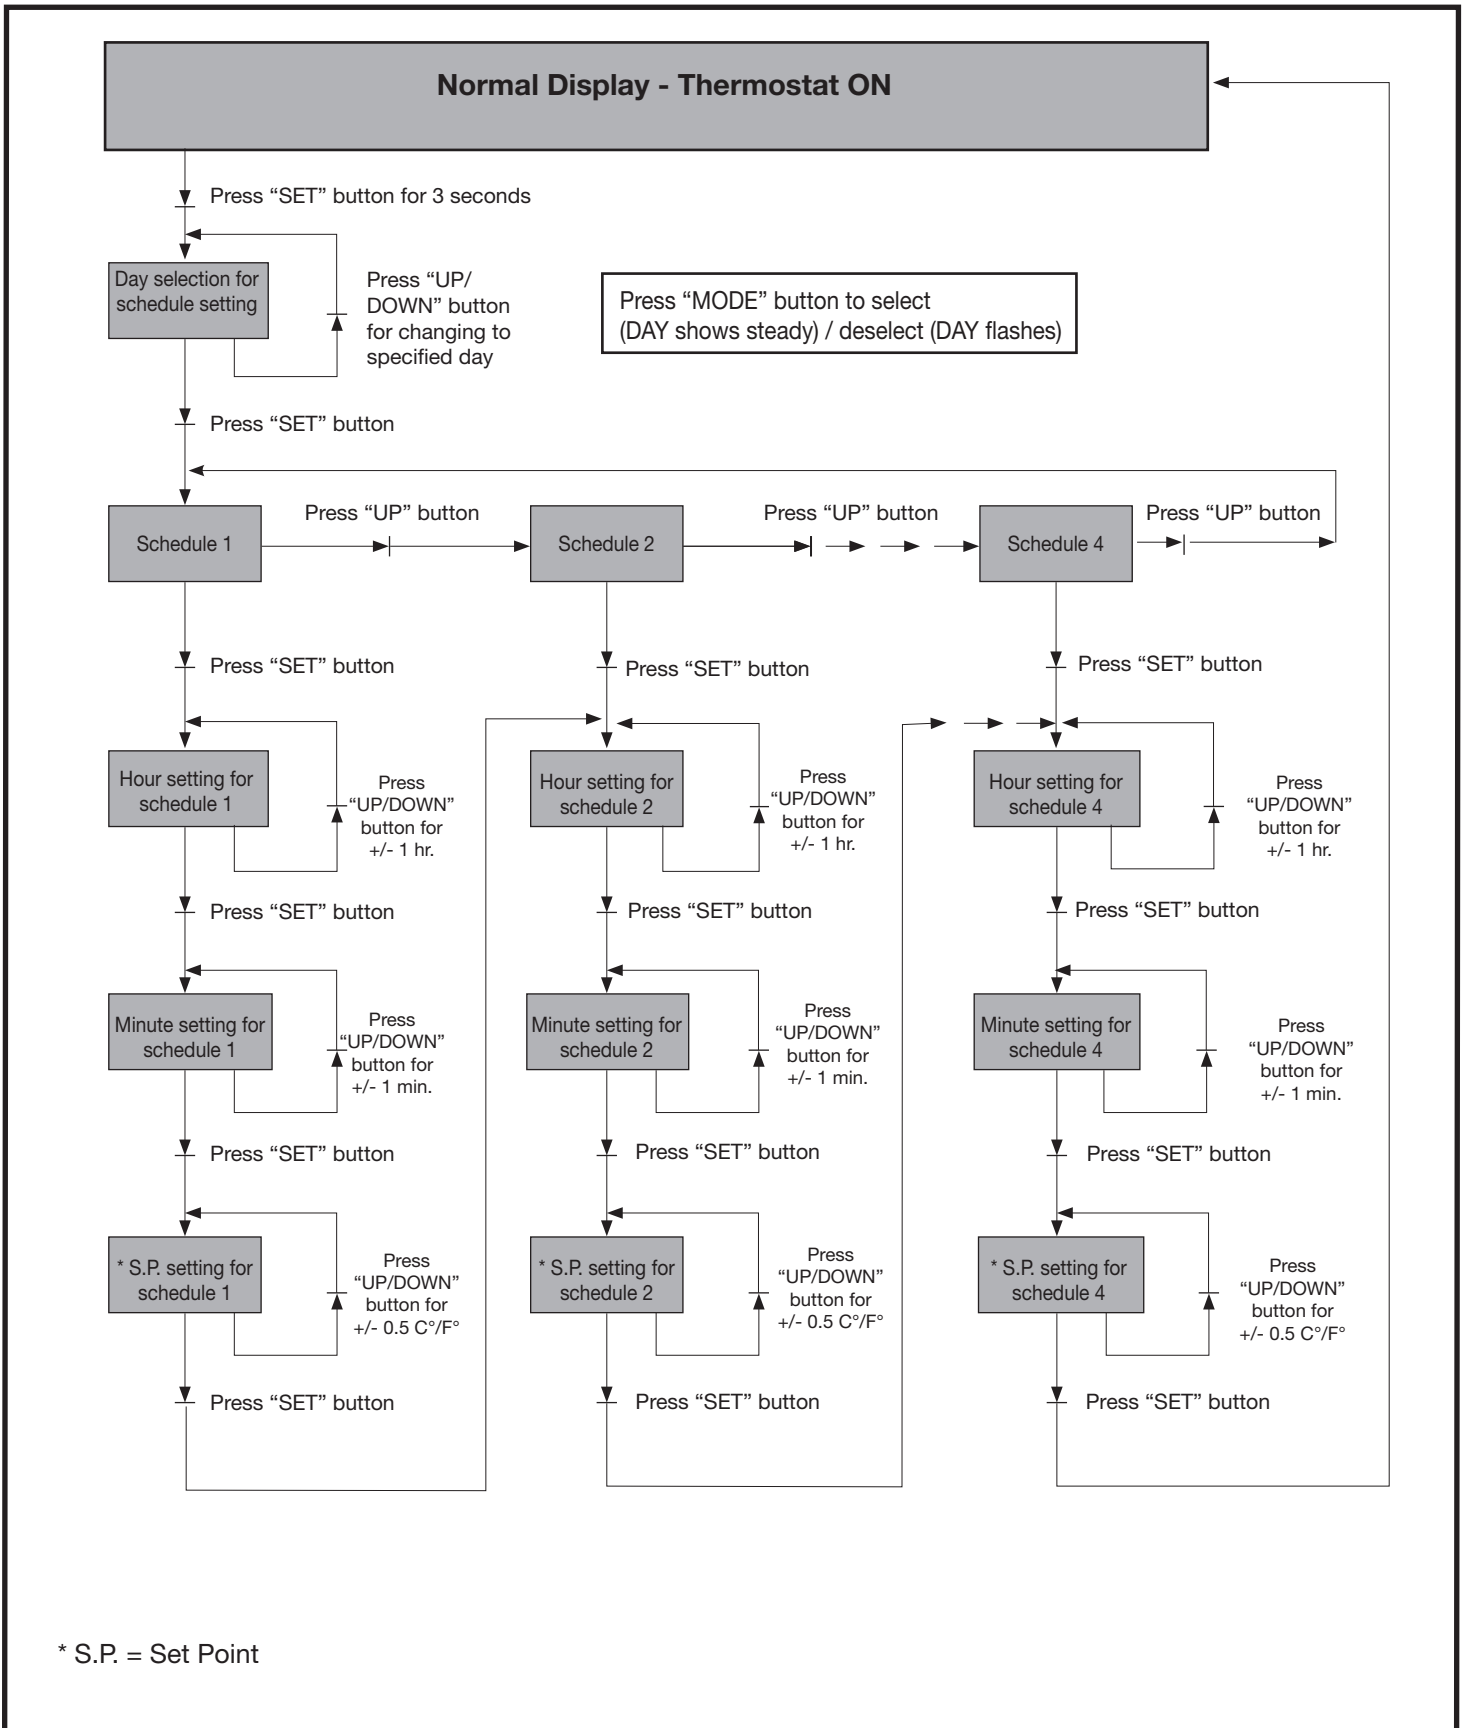 Normal Display - Thermostat ON
Press “SET” button for 3 seconds
Day selection for
schedule setting
Press “UP/
DOWN” button
for changing to
specified day
Press “MODE” button to select
(DAY shows steady) / deselect (DAY flashes)
Press “SET” button
Schedule 1
Press “UP” button
Schedule 2
Press “UP” button
Schedule 4
Press “UP” button
Press “SET” button
Press “SET” button
Press “SET” button
Hour setting for
schedule 1
Press
“UP/DOWN”
button for
+/- 1 hr.
Hour setting for
schedule 2
Press
“UP/DOWN”
button for
+/- 1 hr.
Hour setting for
schedule 4
Press
“UP/DOWN”
button for
+/- 1 hr.
Press “SET” button
Press “SET” button
Press “SET” button
Minute setting for
schedule 1
Press
“UP/DOWN”
button for
+/- 1 min.
Minute setting for
schedule 2
Press
“UP/DOWN”
button for
+/- 1 min.
Minute setting for
schedule 4
Press
“UP/DOWN”
button for
+/- 1 min.
Press “SET” button
Press “SET” button
Press “SET” button
* S.P. setting for
schedule 1
Press
“UP/DOWN”
button for
+/- 0.5 C°/F°
* S.P. setting for
schedule 2
Press
“UP/DOWN”
button for
+/- 0.5 C°/F°
* S.P. setting for
schedule 4
Press
“UP/DOWN”
button for
+/- 0.5 C°/F°
Press “SET” button
Press “SET” button
Press “SET” button
* S.P. = Set Point